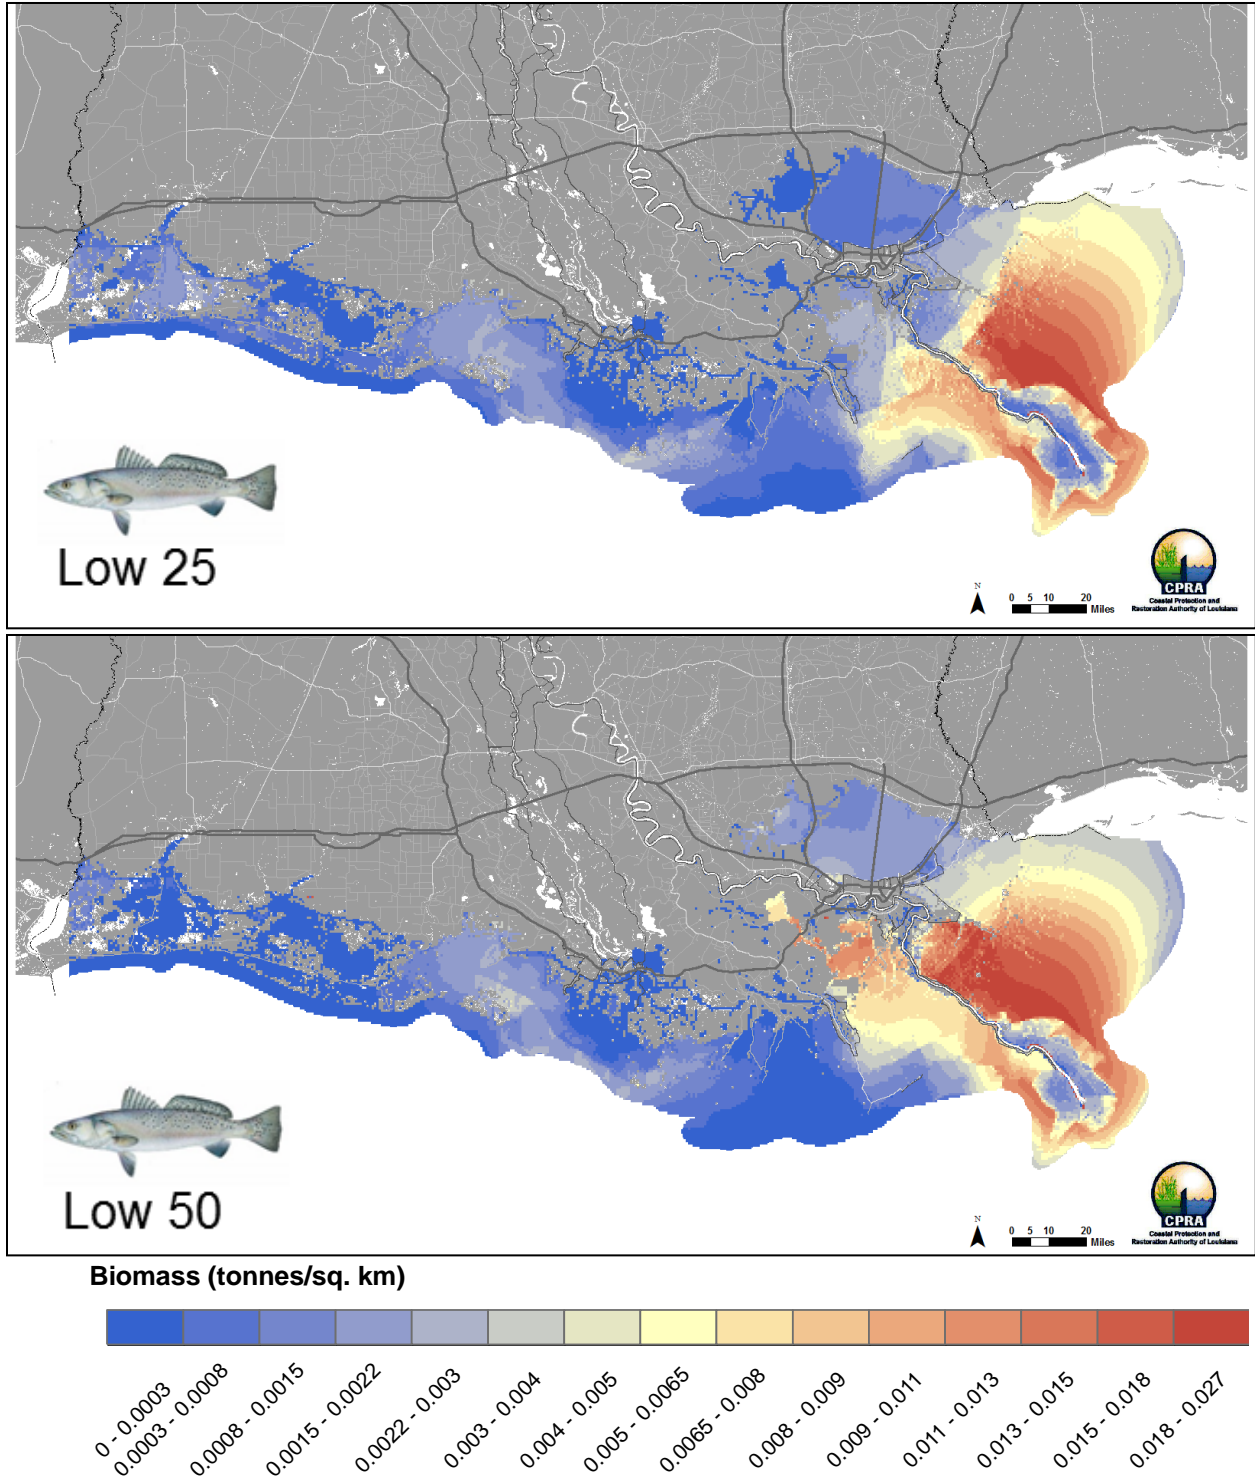 Low 25
CPRA
Coastal Protection and
Restoration Authority of Louisiana
N
0 5 10 20
Miles
Low 50
CPRA
Coastal Protection and
Restoration Authority of Louisiana
N
0 5 10 20
Miles
Biomass (tonnes/sq. km)
0 - 0.0003
0.0003 - 0.0008
0.0008 - 0.0015
0.0015 - 0.0022
0.0022 - 0.003
0.003 - 0.004
0.004 - 0.005
0.005 - 0.0065
0.0065 - 0.008
0.008 - 0.009
0.009 - 0.011
0.011 - 0.013
0.013 - 0.015
0.015 - 0.018
0.018 - 0.027